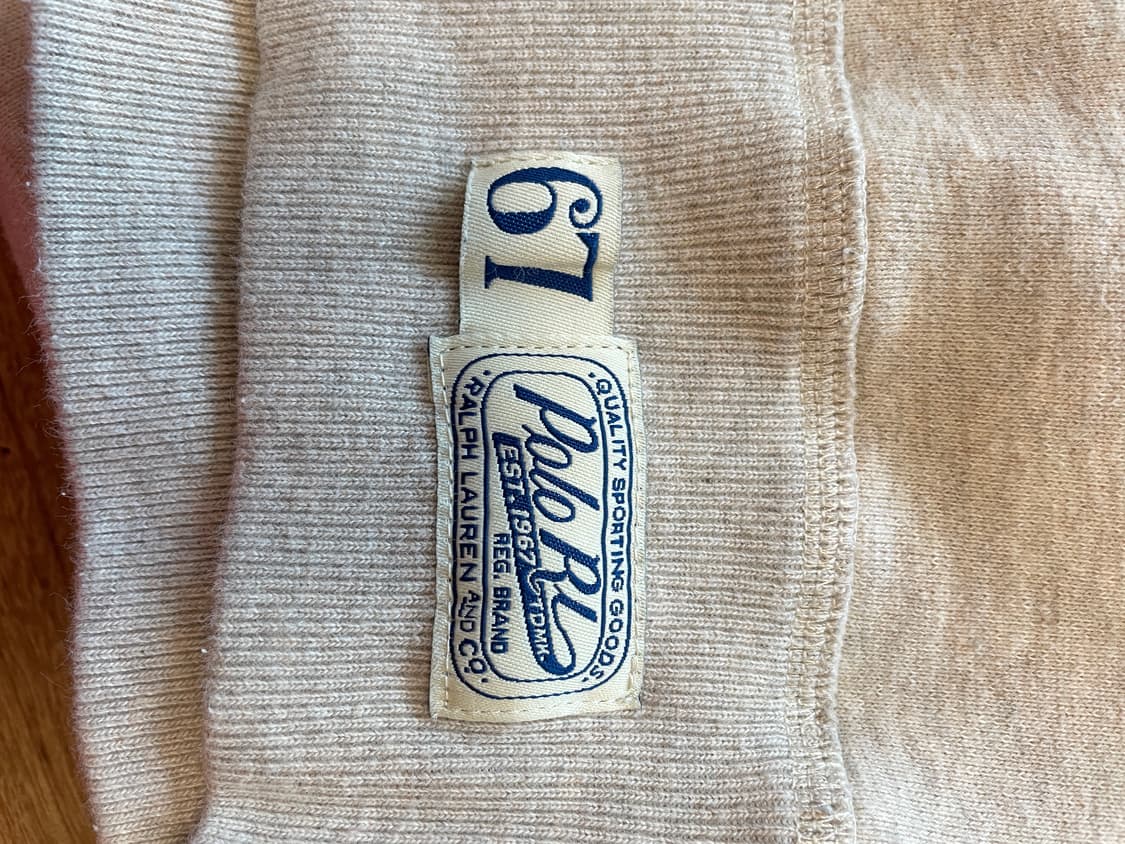 67
QUALITY SPORTING GOODS
Polo RL
EST. 1967 TDMK.
REG. BRAND
RALPH LAUREN AND CO.